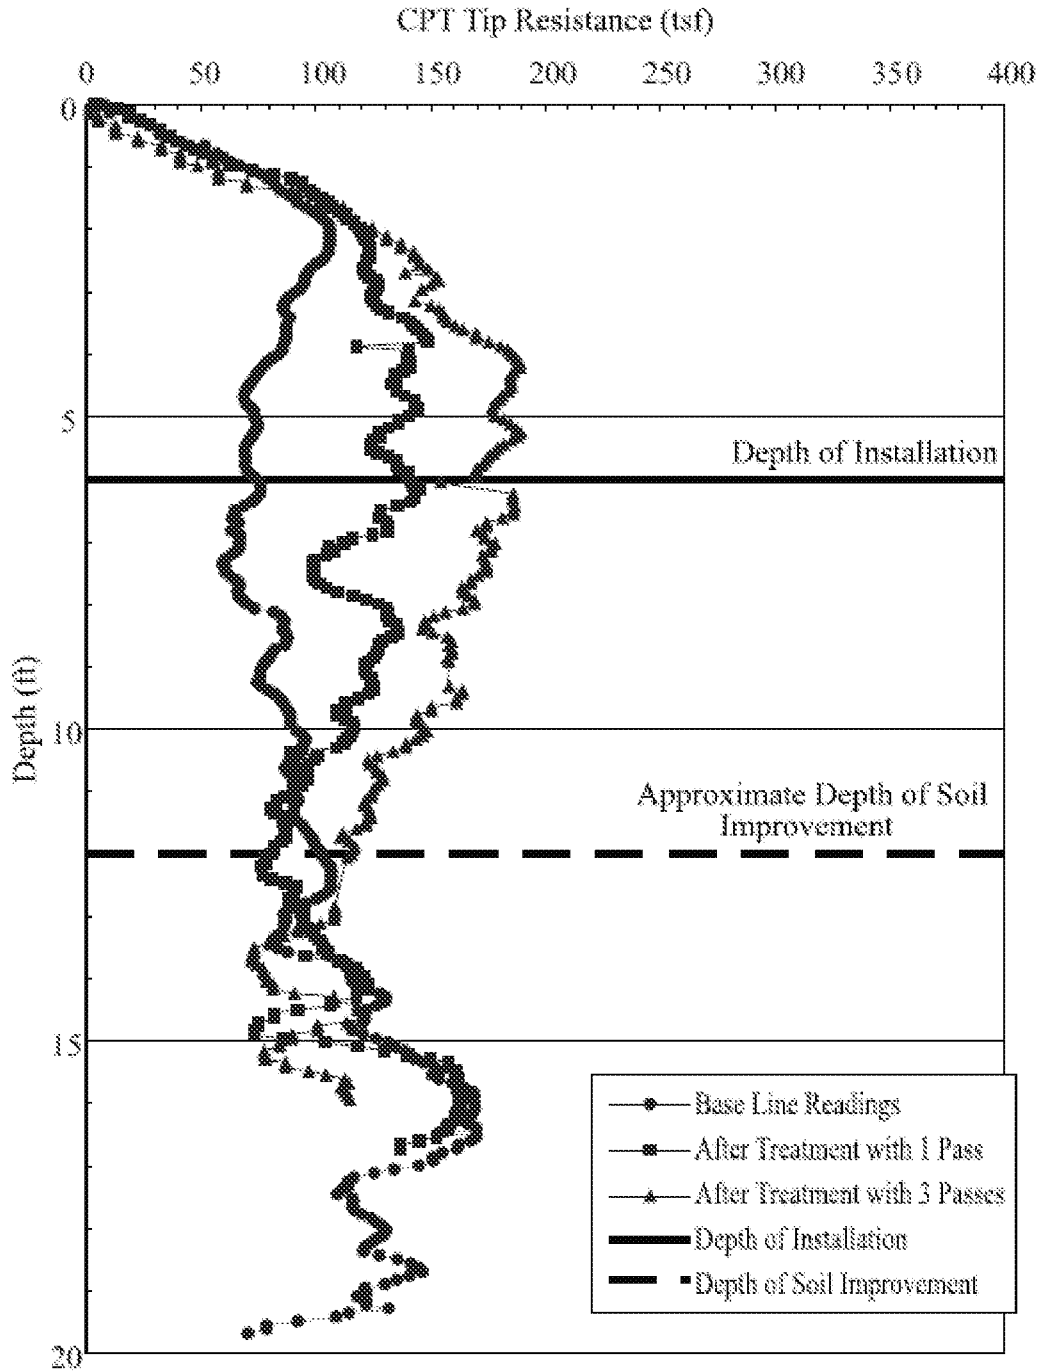 CPT Tip Resistance (tsf)
0 50 100 150 200 250 300 350 400
0
5
Depth of Installation
Depth (ft)
10
Approximate Depth of Soil
Improvement
15
Base Line Readings
After Treatment with 1 Pass
After Treatment with 3 Passes
Depth of Installation
Depth of Soil Improvement
20